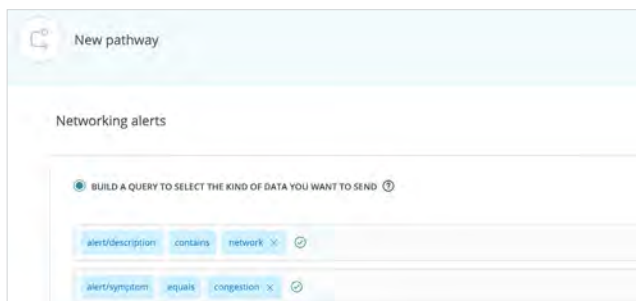 New pathway
Networking alerts
BUILD A QUERY TO SELECT THE KIND OF DATA YOU WANT TO SEND ?
alert/description contains network ×
alert/symptom equals congestion ×